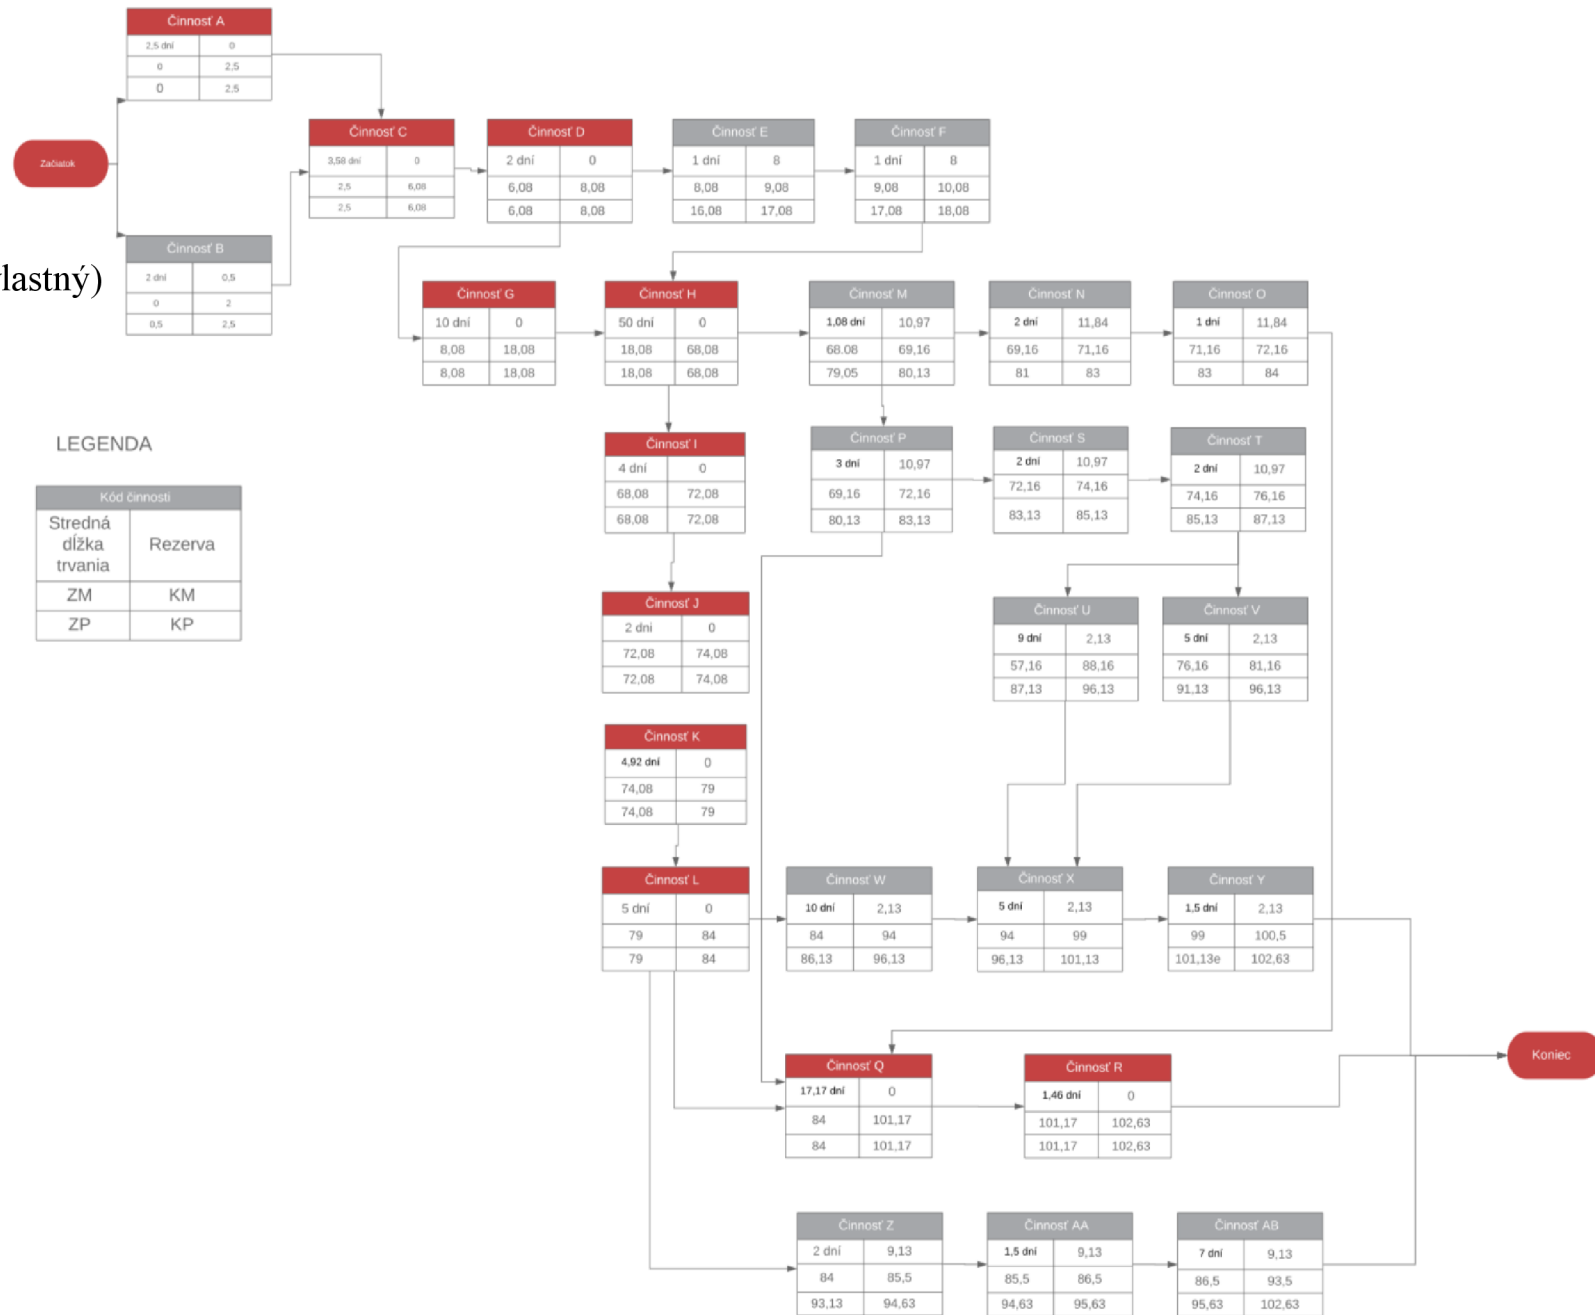 Činnosť A
2,5 dní 0
0 2,5
0 2,5
Začiatok
Činnosť C
3,58 dní 0
2,5 6,08
2,5 6,08
Činnosť D
2 dní 0
6,08 8,08
6,08 8,08
Činnosť E
1 dní 8
8,08 9,08
16,08 17,08
Činnosť F
1 dní 8
9,08 10,08
17,08 18,08
Činnosť B
2 dní 0,5
0 2
0,5 2,5
lastný)
Činnosť G
10 dní 0
8,08 18,08
8,08 18,08
Činnosť H
50 dní 0
18,08 68,08
18,08 68,08
Činnosť M
1,08 dní 10,97
68.08 69,16
79,05 80,13
Činnosť N
2 dní 11,84
69,16 71,16
81 83
Činnosť O
1 dní 11,84
71,16 72,16
83 84
LEGENDA
Kód činnosti
Stredná
dĺžka
trvania
Rezerva
ZM KM
ZP KP
Činnosť I
4 dní 0
68,08 72,08
68,08 72,08
Činnosť P
3 dní 10,97
69,16 72,16
80,13 83,13
Činnosť S
2 dní 10,97
72,16 74,16
83,13 85,13
Činnosť T
2 dní 10,97
74,16 76,16
85,13 87,13
Činnosť J
2 dni 0
72,08 74,08
72,08 74,08
Činnosť U
9 dní 2,13
57,16 88,16
87,13 96,13
Činnosť V
5 dní 2,13
76,16 81,16
91,13 96,13
Činnosť K
4,92 dní 0
74,08 79
74,08 79
Činnosť L
5 dní 0
79 84
79 84
Činnosť W
10 dní 2,13
84 94
86,13 96,13
Činnosť X
5 dní 2,13
94 99
96,13 101,13
Činnosť Y
1,5 dní 2,13
99 100,5
101,13e 102,63
Činnosť Q
17,17 dní 0
84 101,17
84 101,17
Činnosť R
1,46 dní 0
101,17 102,63
101,17 102,63
Koniec
Činnosť Z
2 dní 9,13
84 85,5
93,13 94,63
Činnosť AA
1,5 dní 9,13
85,5 86,5
94,63 95,63
Činnosť AB
7 dní 9,13
86,5 93,5
95,63 102,63